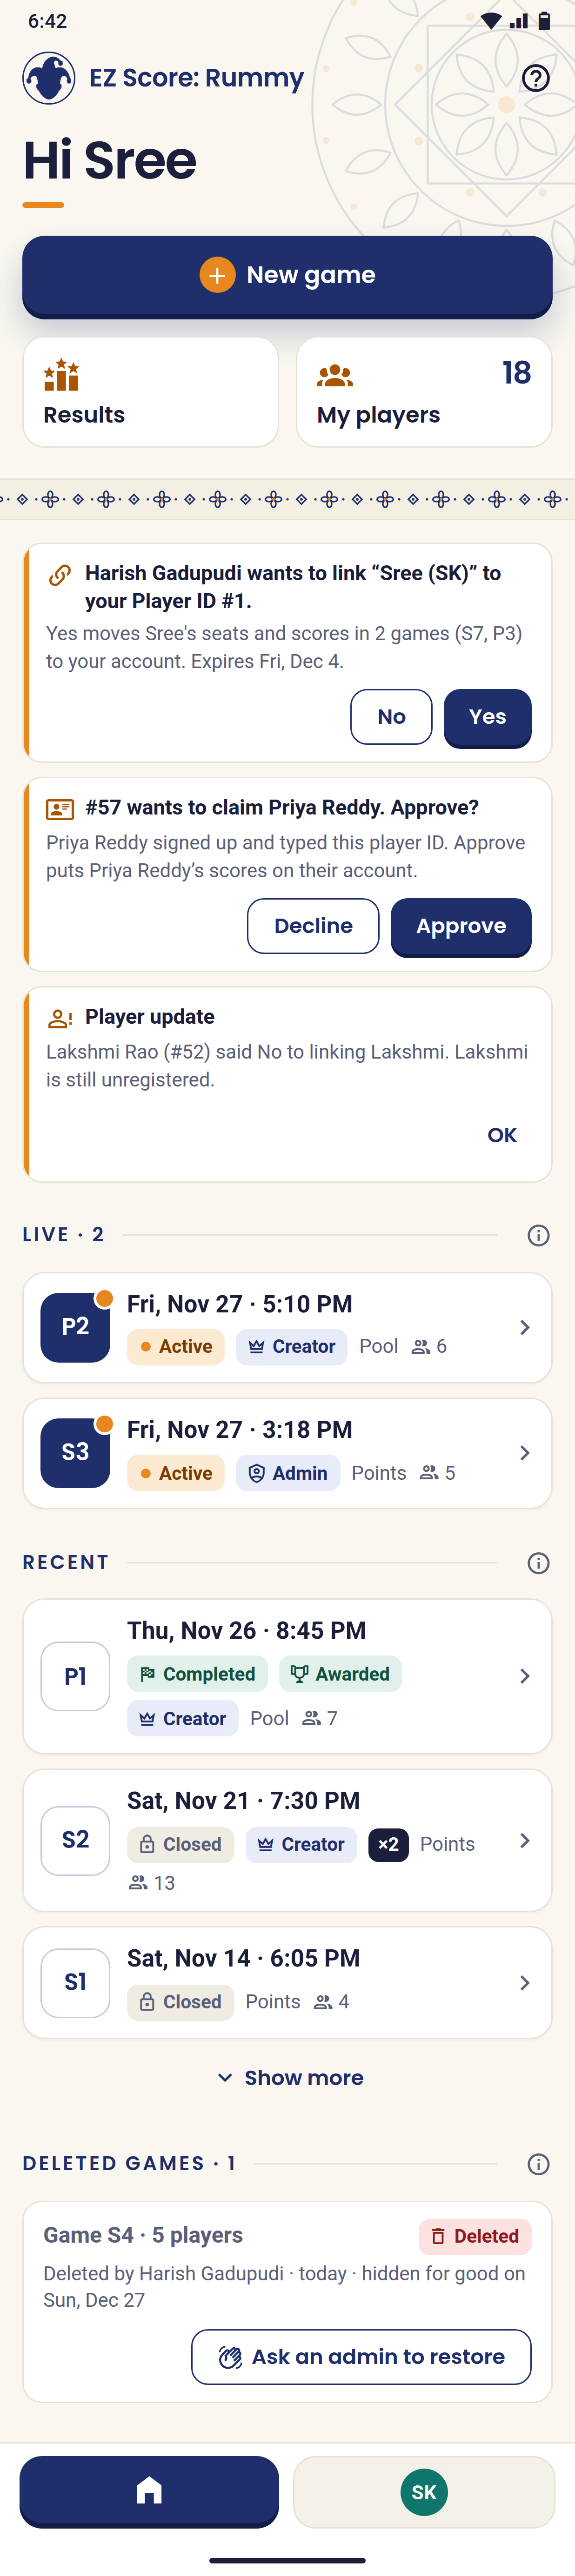 6:42
EZ Score: Rummy
Hi Sree
New game
Results
18
My players
Harish Gadupudi wants to link “Sree (SK)” to
your Player ID #1.
Yes moves Sree's seats and scores in 2 games (S7, P3)
to your account. Expires Fri, Dec 4.
No
Yes
#57 wants to claim Priya Reddy. Approve?
Priya Reddy signed up and typed this player ID. Approve
puts Priya Reddy’s scores on their account.
Decline
Approve
Player update
Lakshmi Rao (#52) said No to linking Lakshmi. Lakshmi
is still unregistered.
OK
LIVE · 2
P2
Fri, Nov 27 · 5:10 PM
Active
Creator
Pool
6
S3
Fri, Nov 27 · 3:18 PM
Active
Admin
Points
5
RECENT
P1
Thu, Nov 26 · 8:45 PM
Completed
Awarded
Creator
Pool
7
S2
Sat, Nov 21 · 7:30 PM
Closed
Creator
×2
Points
13
S1
Sat, Nov 14 · 6:05 PM
Closed
Points
4
Show more
DELETED GAMES · 1
Game S4 · 5 players
Deleted
Deleted by Harish Gadupudi · today · hidden for good on
Sun, Dec 27
Ask an admin to restore
SK